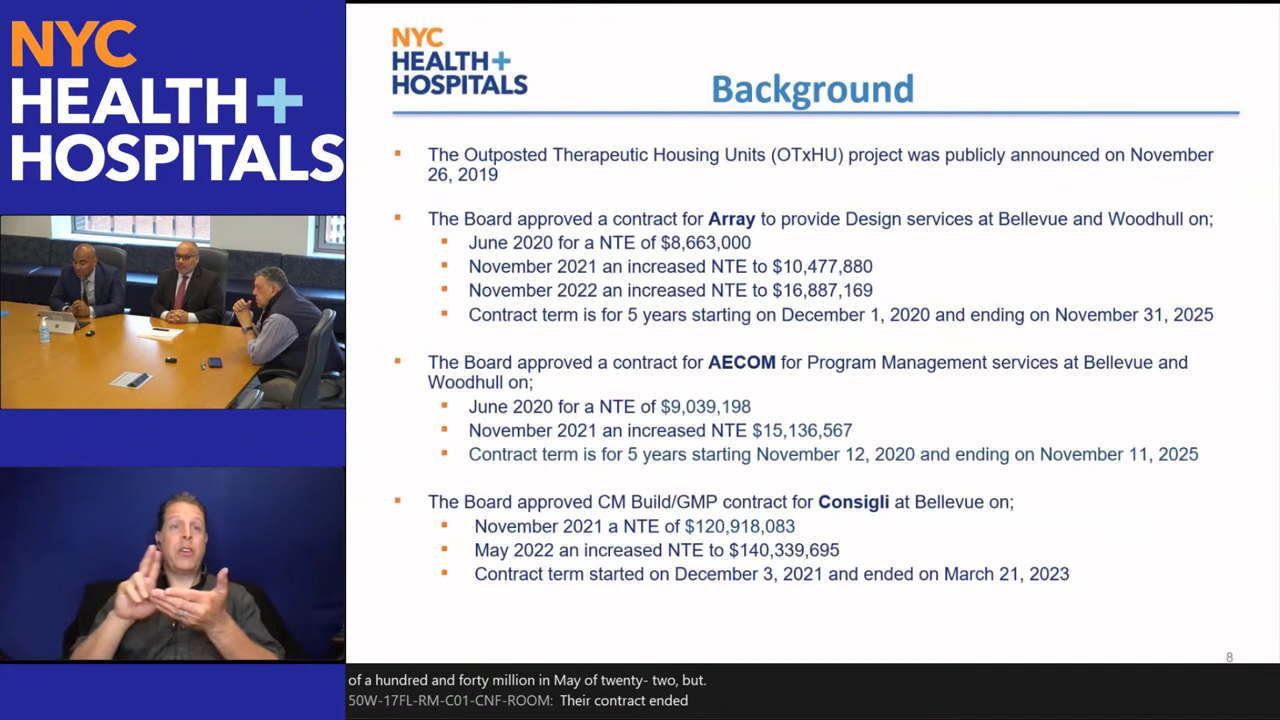 NYC
HEALTH+
HOSPITALS
NYC
HEALTH+
HOSPITALS
Background
The Outposted Therapeutic Housing Units (OTxHU) project was publicly announced on November
26, 2019
The Board approved a contract for Array to provide Design services at Bellevue and Woodhull on;
June 2020 for a NTE of $8,663,000
November 2021 an increased NTE to $10,477,880
November 2022 an increased NTE to $16,887,169
Contract term is for 5 years starting on December 1, 2020 and ending on November 31, 2025
The Board approved a contract for AECOM for Program Management services at Bellevue and
Woodhull on;
June 2020 for a NTE of $9,039,198
November 2021 an increased NTE $15,136,567
Contract term is for 5 years starting November 12, 2020 and ending on November 11, 2025
The Board approved CM Build/GMP contract for Consigli at Bellevue on;
November 2021 a NTE of $120,918,083
May 2022 an increased NTE to $140,339,695
Contract term started on December 3, 2021 and ended on March 21, 2023
8
of a hundred and forty million in May of twenty- two, but.
50W-17FL-RM-C01-CNF-ROOM: Their contract ended